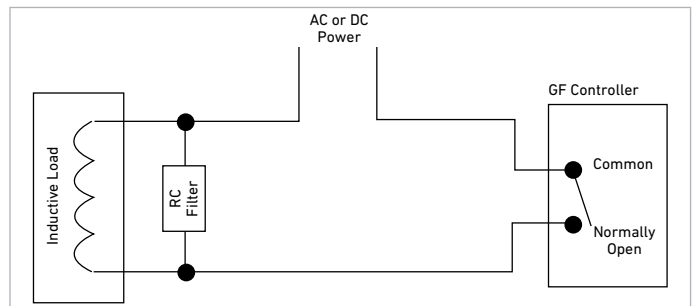 AC or DC
Power
GF Controller
Inductive Load
RC
Filter
Common
Normally
Open